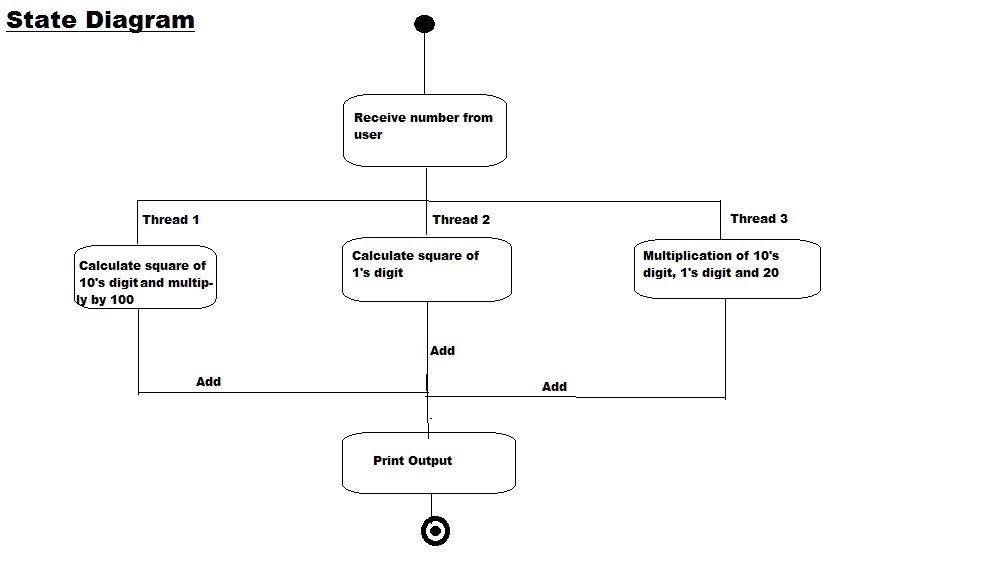 State Diagram
Receive number from
user
Thread 1
Thread 2
Thread 3
Calculate square of
10's digit and multip-
ly by 100
Calculate square of
1's digit
Multiplication of 10's
digit, 1's digit and 20
Add
Add
Add
Print Output